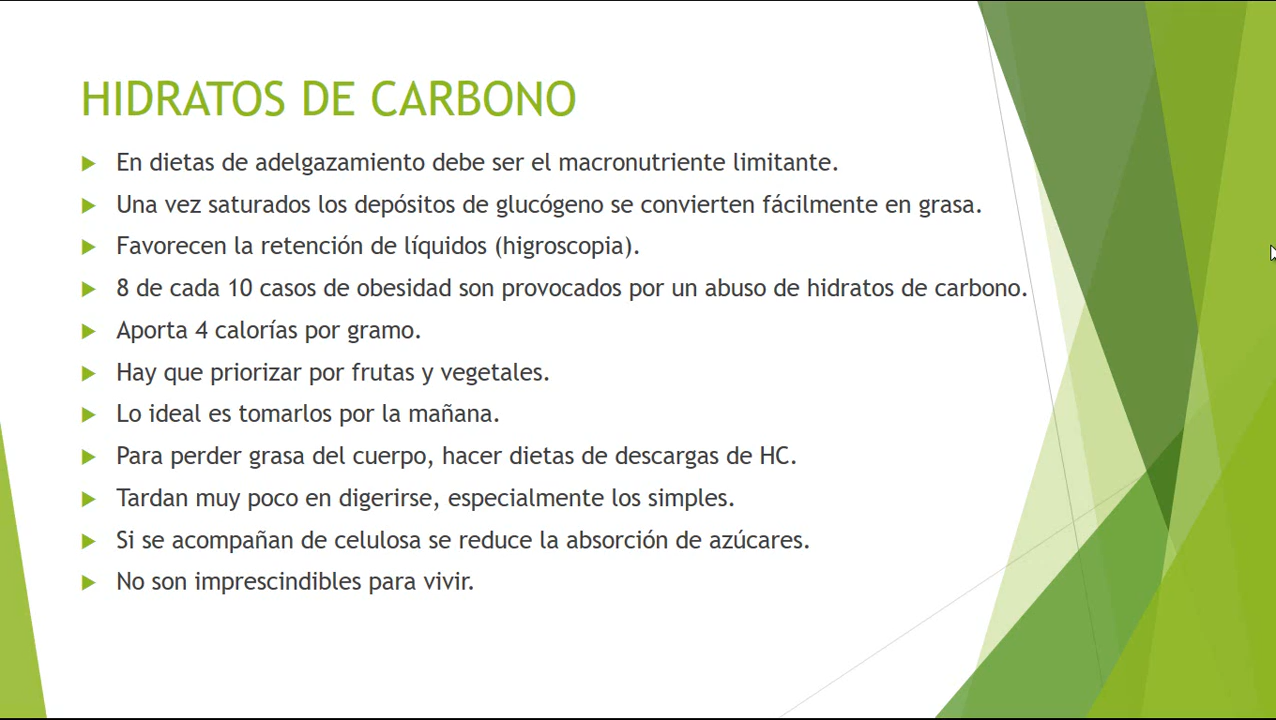 HIDRATOS DE CARBONO
En dietas de adelgazamiento debe ser el macronutriente limitante.
Una vez saturados los depósitos de glucógeno se convierten fácilmente en grasa.
Favorecen la retención de líquidos (higroscopia).
8 de cada 10 casos de obesidad son provocados por un abuso de hidratos de carbono.
Aporta 4 calorías por gramo.
Hay que priorizar por frutas y vegetales.
Lo ideal es tomarlos por la mañana.
Para perder grasa del cuerpo, hacer dietas de descargas de HC.
Tardan muy poco en digerirse, especialmente los simples.
Si se acompañan de celulosa se reduce la absorción de azúcares.
No son imprescindibles para vivir.